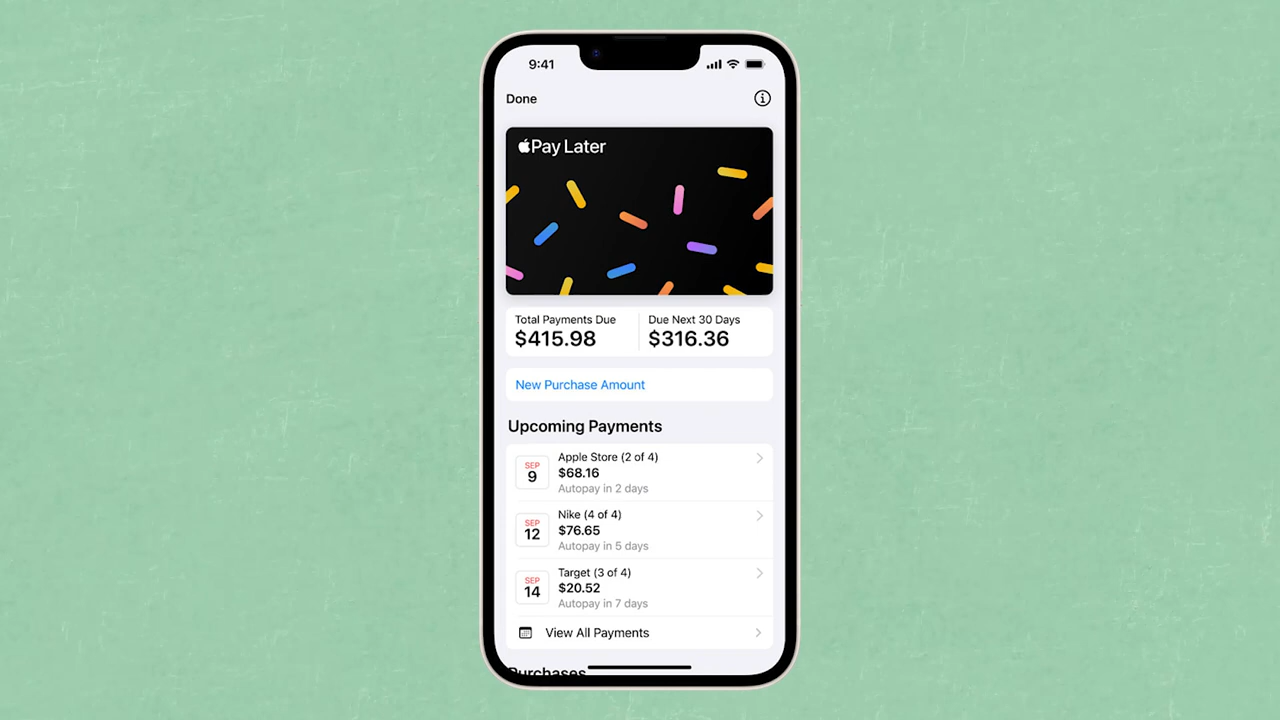 9:41
Done
Pay Later
Total Payments Due
$415.98
Due Next 30 Days
$316.36
New Purchase Amount
Upcoming Payments
SEP
9
Apple Store (2 of 4)
$68.16
Autopay in 2 days
SEP
12
Nike (4 of 4)
$76.65
Autopay in 5 days
SEP
14
Target (3 of 4)
$20.52
Autopay in 7 days
View All Payments
Purchases